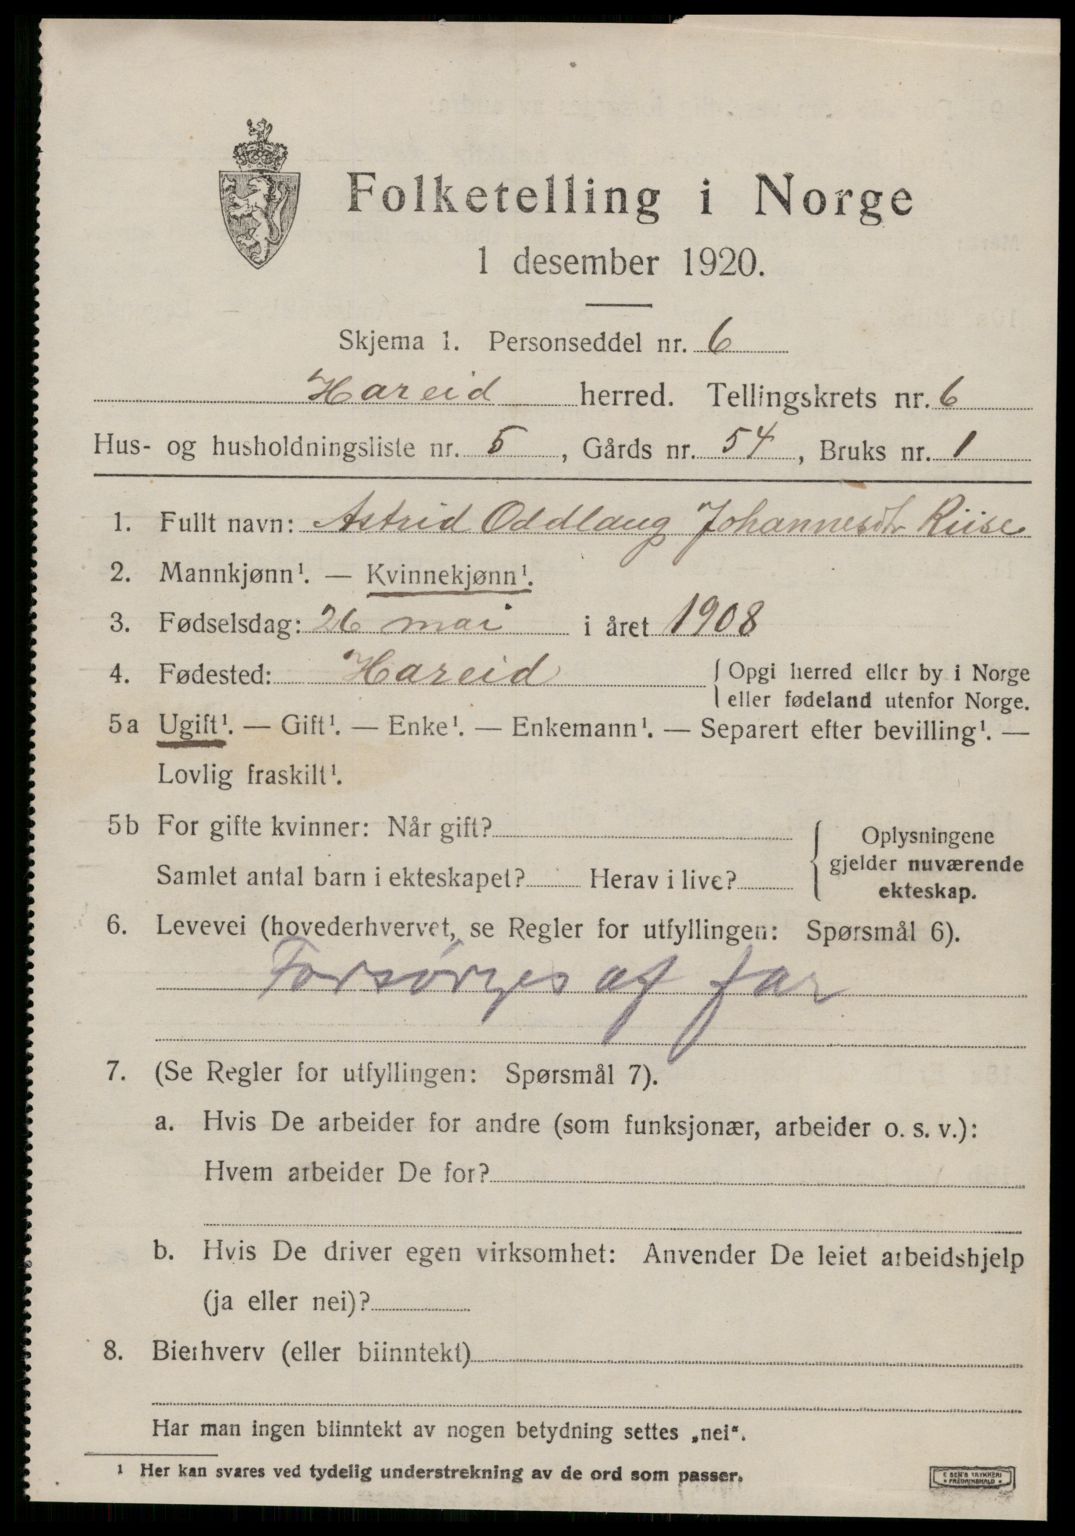 Folketelling i Norge
1 desember 1920.
Skjema 1. Personseddel nr. 6
Hareid herred. Tellingskrets nr. 6
Hus- og husholdningsliste nr. 5, Gårds nr. 54, Bruks nr. 1
1. Fullt navn: Astrid Oddlaug Johannesdtr Riise
2. Mannkjønn¹. — Kvinnekjønn¹.
3. Fødselsdag: 26 mai i året 1908
4. Fødested: Hareid { Opgi herred eller by i Norge
eller fødeland utenfor Norge.
5a Ugift¹. — Gift¹. — Enke¹. — Enkemann¹. — Separert efter bevilling¹. —
Lovlig fraskilt¹.
5b For gifte kvinner: Når gift?
Samlet antal barn i ekteskapet? Herav i live?
{ Oplysningene
gjelder nuværende
ekteskap.
6. Levevei (hovederhvervet, se Regler for utfyllingen: Spørsmål 6).
Forsørges af far
7. (Se Regler for utfyllingen: Spørsmål 7).
a. Hvis De arbeider for andre (som funksjonær, arbeider o. s. v.):
Hvem arbeider De for?
b. Hvis De driver egen virksomhet: Anvender De leiet arbeidshjelp
(ja eller nei)?
8. Bierhverv (eller biinntekt)
Har man ingen biinntekt av nogen betydning settes „nei“.
¹ Her kan svares ved tydelig understrekning av de ord som passer.
TRYKKERI
FREDRIKSHALD